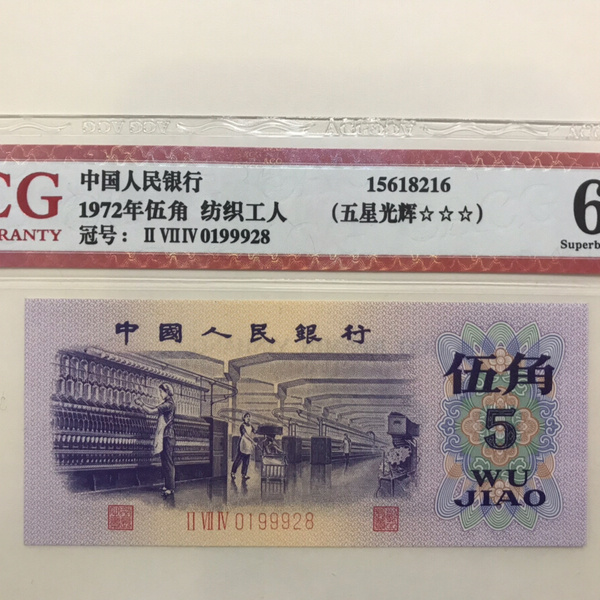 CG
中国人民银行
15618216
1972年伍角 纺织工人
(五星光辉☆☆☆)
冠号: II VII IV 0199928
6
Superb
中國人民銀行
伍角
5
WU
JIAO
II VII IV 0199928